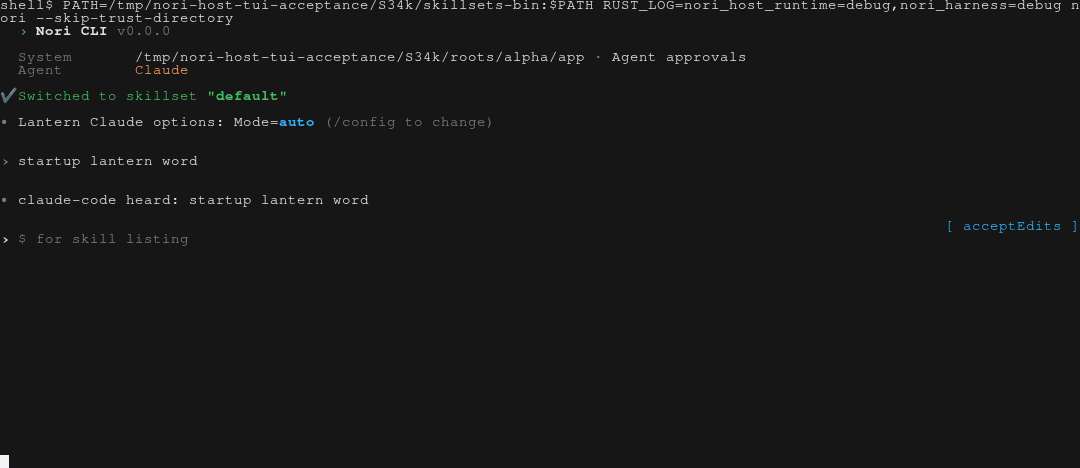 shell$ PATH=/tmp/nori-host-tui-acceptance/S34k/skillsets-bin:$PATH RUST_LOG=nori_host_runtime=debug,nori_harness=debug n
ori --skip-trust-directory
› Nori CLI v0.0.0
System /tmp/nori-host-tui-acceptance/S34k/roots/alpha/app · Agent approvals
Agent Claude
✔Switched to skillset "default"
• Lantern Claude options: Mode=auto (/config to change)
› startup lantern word
• claude-code heard: startup lantern word
[ acceptEdits ]
› $ for skill listing